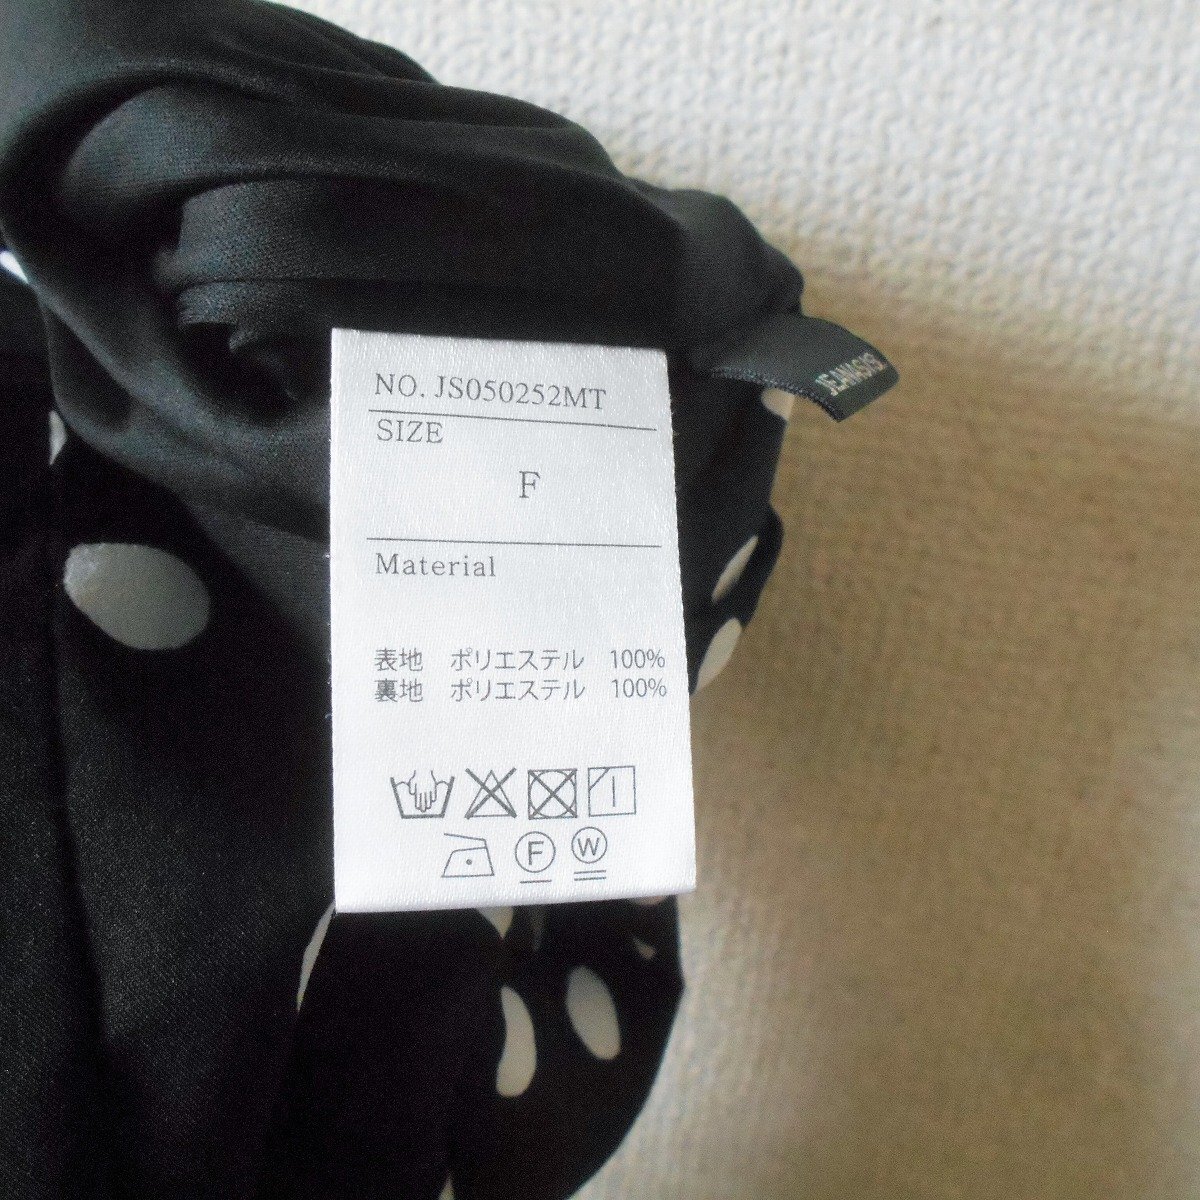 NO. JS050252MT
SIZE
F
Material
表地 ポリエステル 100%
裏地 ポリエステル 100%
F W
JEANASIS